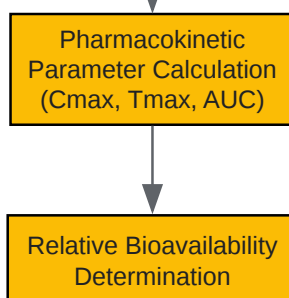 Pharmacokinetic
Parameter Calculation
(Cmax, Tmax, AUC)
Relative Bioavailability
Determination